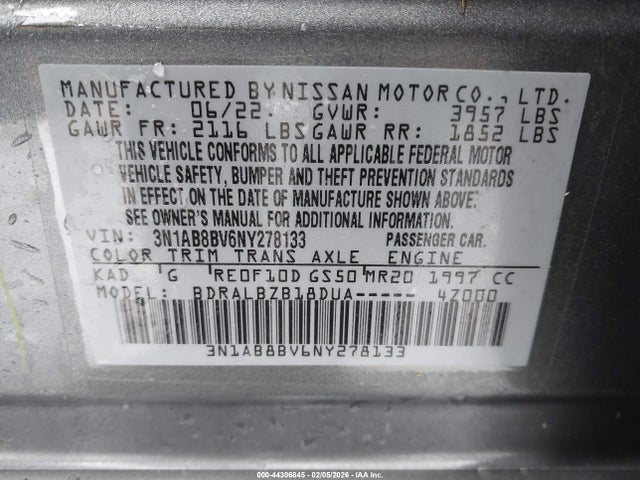 MANUFACTURED BY NISSAN MOTOR CO., LTD.
DATE: 06/22. GVWR: 3957 LBS
GAWR FR: 2116 LBS GAWR RR: 1852 LBS
THIS VEHICLE CONFORMS TO ALL APPLICABLE FEDERAL MOTOR
VEHICLE SAFETY, BUMPER AND THEFT PREVENTION STANDARDS
IN EFFECT ON THE DATE OF MANUFACTURE SHOWN ABOVE.
SEE OWNER'S MANUAL FOR ADDITIONAL INFORMATION.
VIN: 3N1AB8BV6NY278133 PASSENGER CAR.
COLOR TRIM TRANS AXLE ENGINE
KAD G RE0F10D GS50 MR20 1997 CC
MODEL: BDRALBZB18DUA----- 47000
3N1AB8BV6NY278133
000-44306845 - 02/05/2026 - IAA Inc.